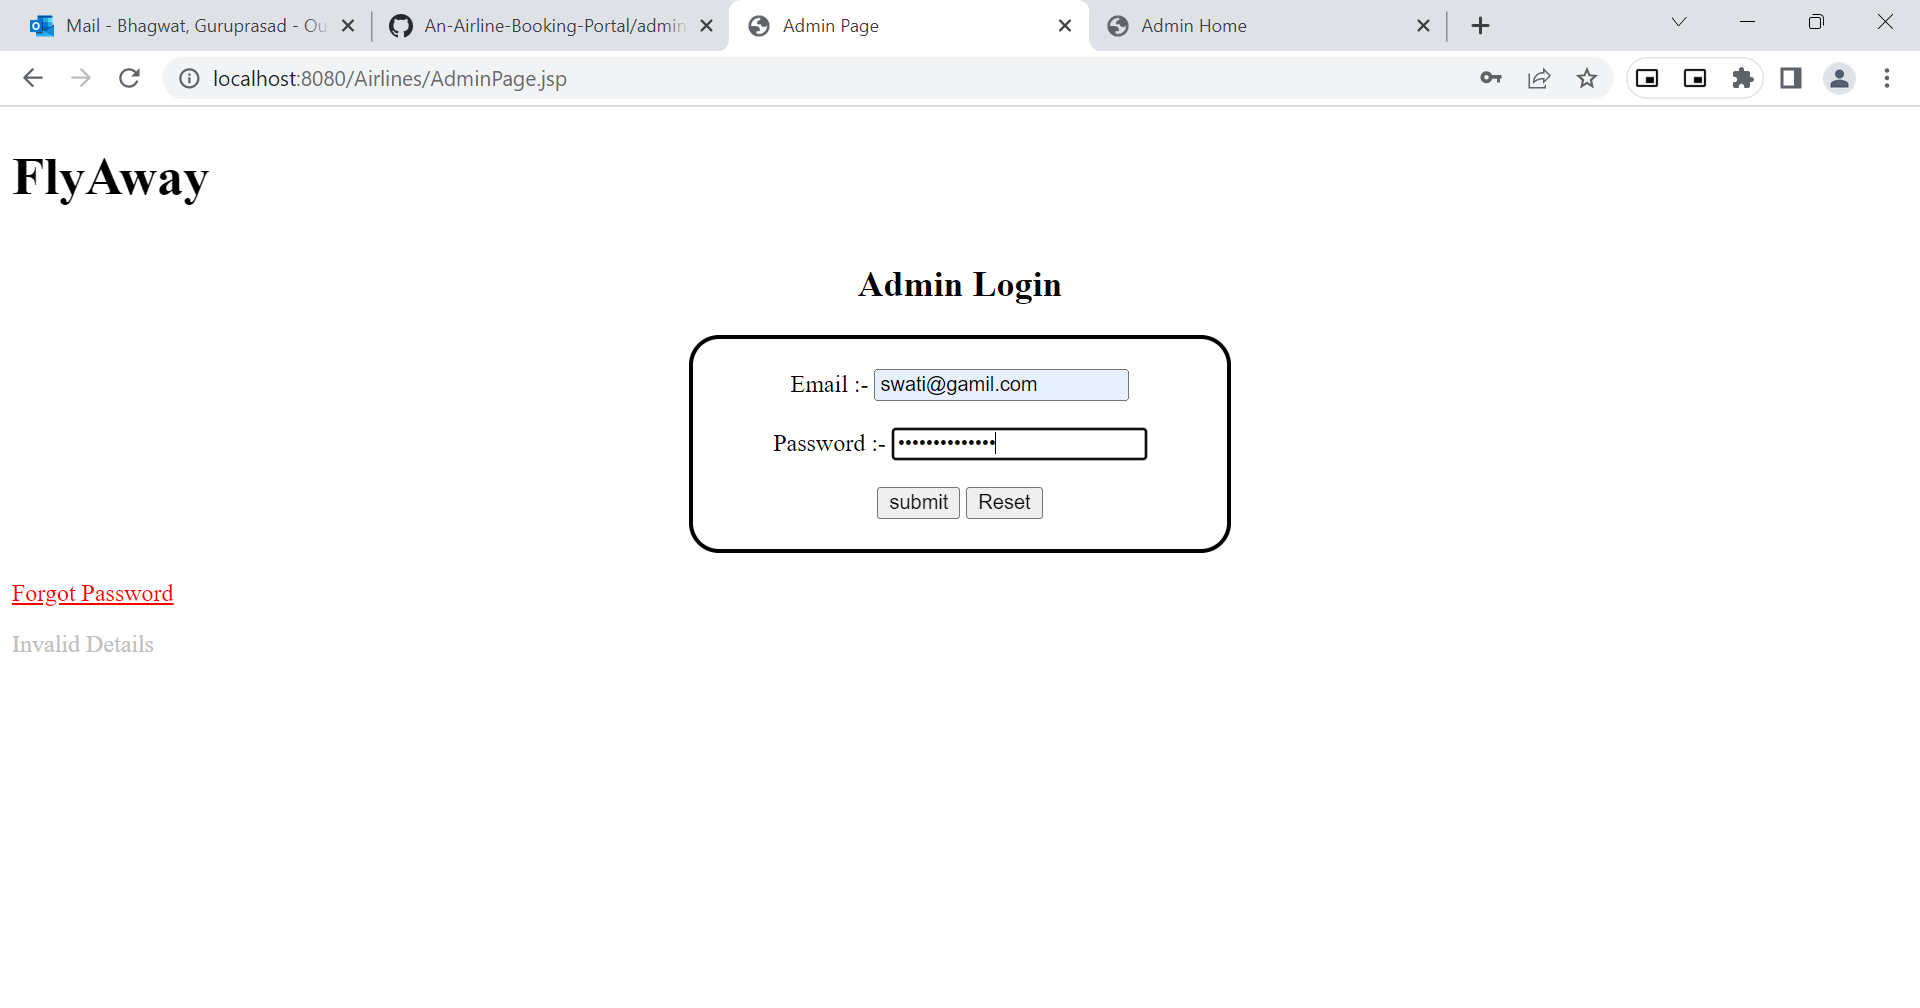 Mail - Bhagwat, Guruprasad - Ou
An-Airline-Booking-Portal/admin
Admin Page
Admin Home
localhost:8080/Airlines/AdminPage.jsp
FlyAway
Admin Login
Email :- swati@gamil.com
Password :- ••••••••••••••
submit Reset
Forgot Password
Invalid Details